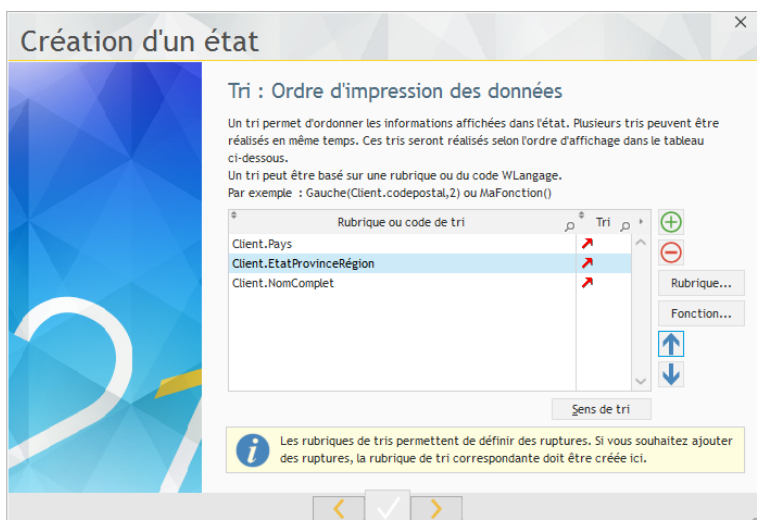 Création d'un état
Tri : Ordre d'impression des données
Un tri permet d'ordonner les informations affichées dans l'état. Plusieurs tris peuvent être
réalisés en même temps. Ces tris seront réalisés selon l'ordre d'affichage dans le tableau
ci-dessous.
Un tri peut être basé sur une rubrique ou du code WLangage.
Par exemple : Gauche(Client.codepostal,2) ou MaFonction()
Rubrique ou code de tri Tri
Client.Pays
Client.EtatProvinceRégion
Client.NomComplet
Rubrique...
Fonction...
Sens de tri
Les rubriques de tris permettent de définir des ruptures. Si vous souhaitez ajouter
des ruptures, la rubrique de tri correspondante doit être créée ici.